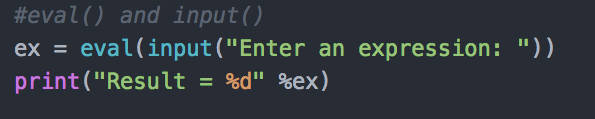 #eval() and input()
ex = eval(input("Enter an expression: "))
print("Result = %d" %ex)